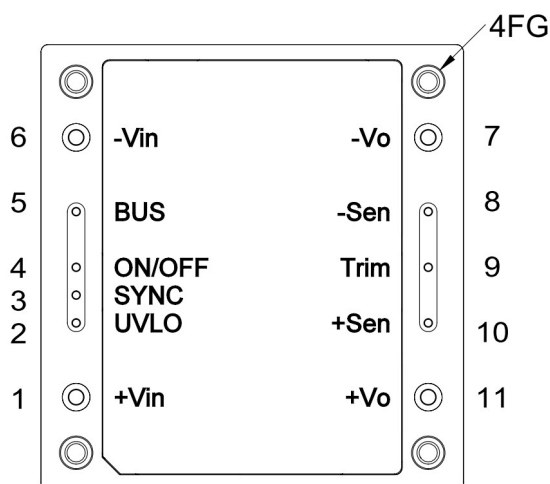 4FG
6 -Vin -Vo 7
5 BUS -Sen 8
4 ON/OFF Trim 9
3 SYNC
2 UVLO +Sen 10
1 +Vin +Vo 11